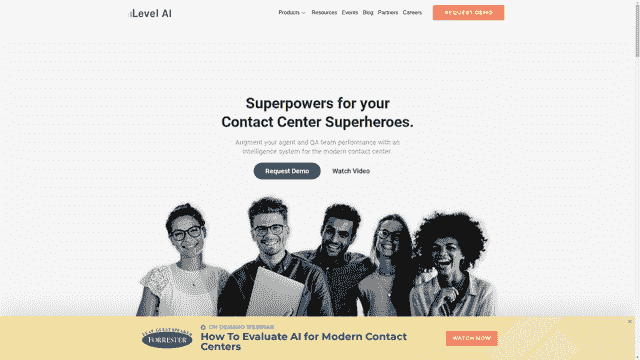 Level AI
Products Resources Events Blog Partners Careers
REQUEST DEMO
Superpowers for your
Contact Center Superheroes.
Augment your agent and QA team performance with an
intelligence system for the modern contact center.
Request Demo Watch Video
FORRESTER
ON DEMAND WEBINAR
How To Evaluate AI for Modern Contact
Centers
WATCH NOW